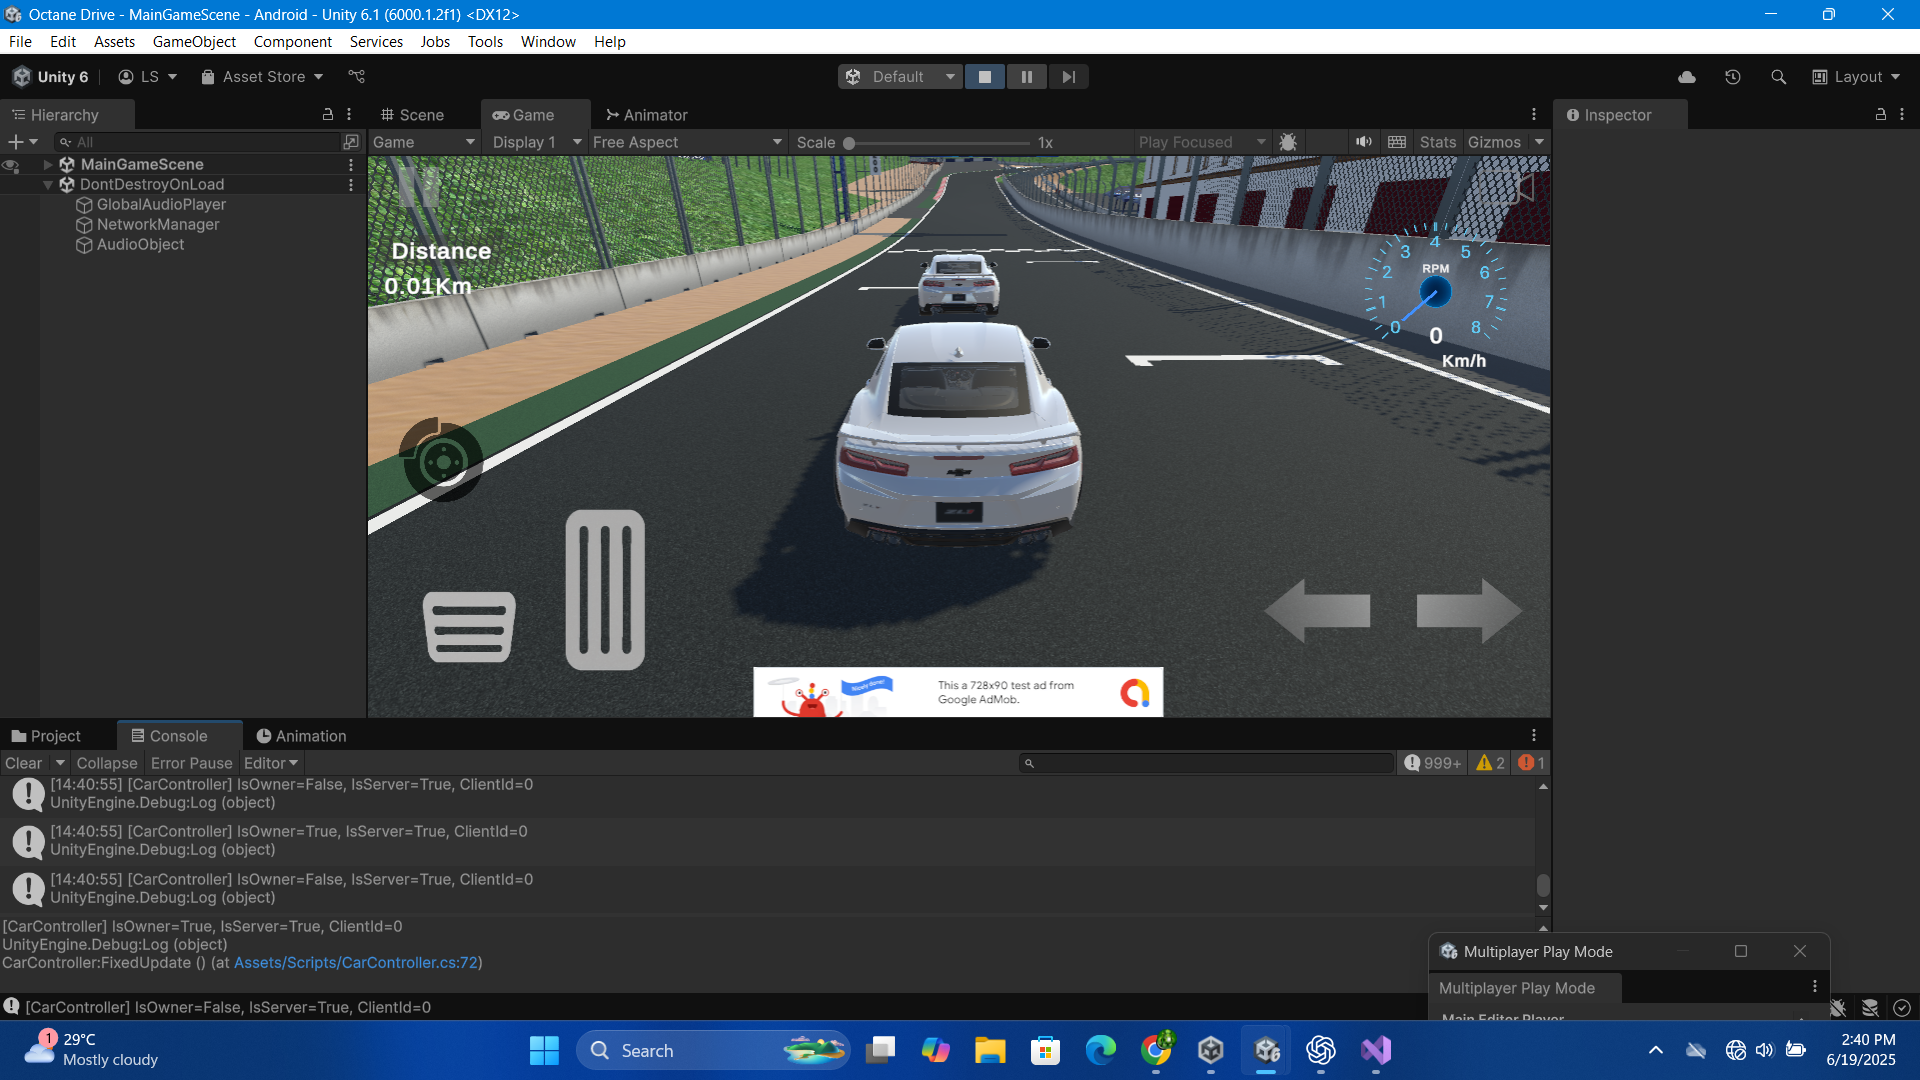 Octane Drive - MainGameScene - Android - Unity 6.1 (6000.1.2f1) <DX12>
File Edit Assets GameObject Component Services Jobs Tools Window Help
Unity 6 LS Asset Store Default Layout
Hierarchy Scene Game Animator Inspector
All Game Display 1 Free Aspect Scale 1x Play Focused Stats Gizmos
MainGameScene
DontDestroyOnLoad
GlobalAudioPlayer
NetworkManager
AudioObject
Distance
0.01Km
RPM
0 1 2 3 4 5 6 7 8
0
Km/h
ZL1
Nicely done!
This a 728x90 test ad from
Google AdMob.
Project Console Animation
Clear Collapse Error Pause Editor 999+ 2 1
[14:40:55] [CarController] IsOwner=False, IsServer=True, ClientId=0
UnityEngine.Debug:Log (object)
[14:40:55] [CarController] IsOwner=True, IsServer=True, ClientId=0
UnityEngine.Debug:Log (object)
[14:40:55] [CarController] IsOwner=False, IsServer=True, ClientId=0
UnityEngine.Debug:Log (object)
[CarController] IsOwner=True, IsServer=True, ClientId=0
UnityEngine.Debug:Log (object)
CarController:FixedUpdate () (at Assets/Scripts/CarController.cs:72)
Multiplayer Play Mode
Multiplayer Play Mode
Main Editor Player
[CarController] IsOwner=False, IsServer=True, ClientId=0
1
29°C
Mostly cloudy
Search
2:40 PM
6/19/2025